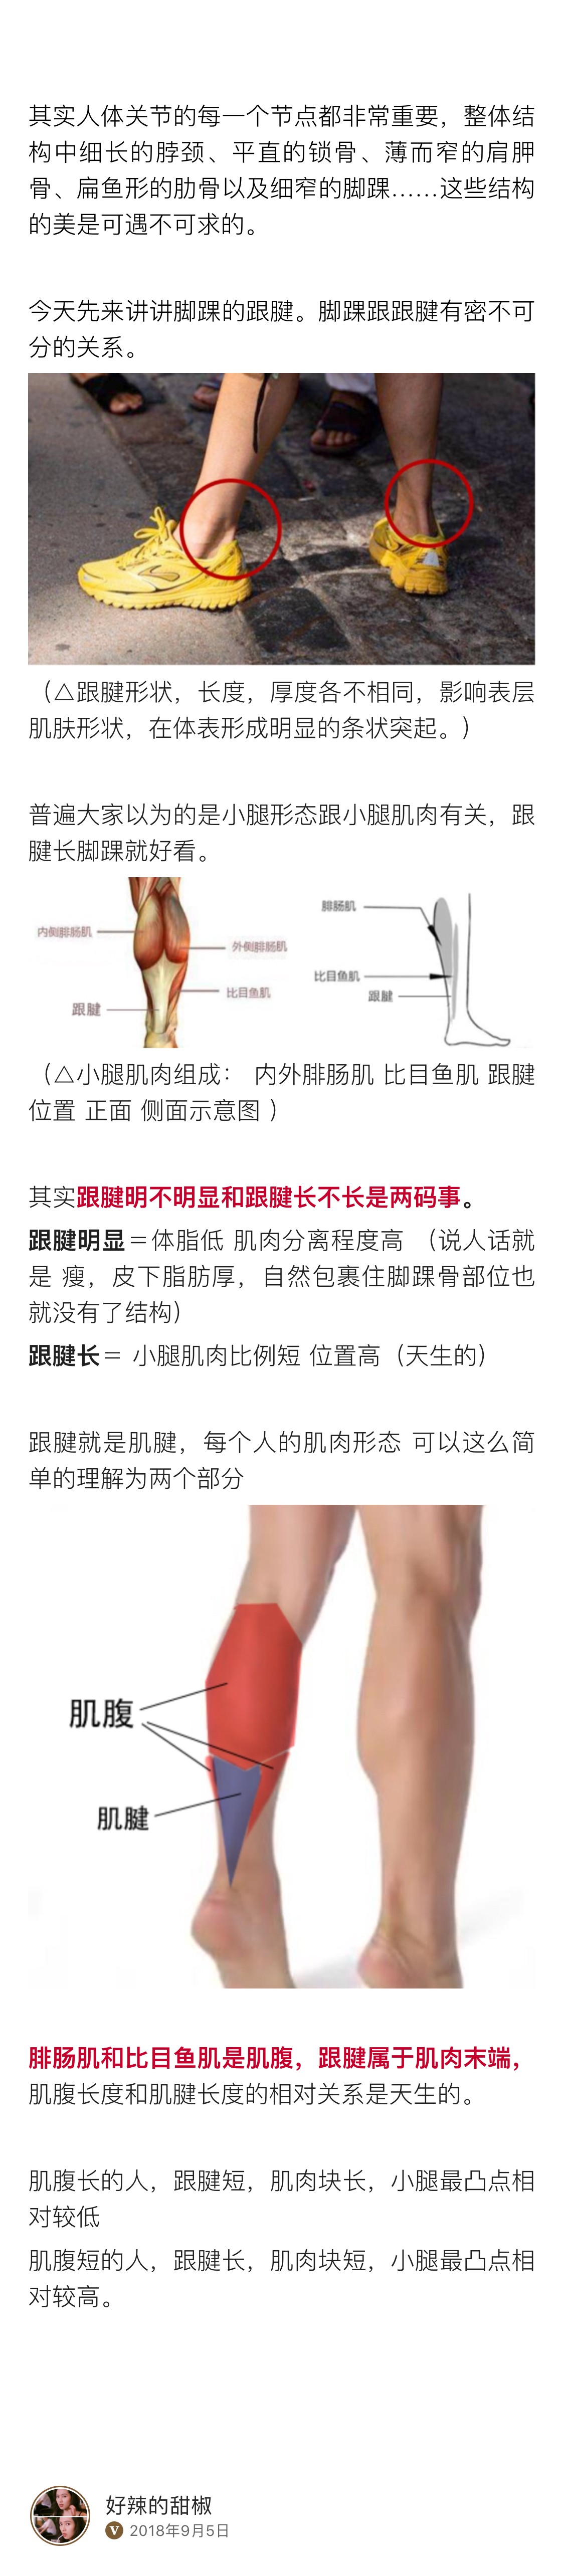 其实人体关节的每一个节点都非常重要，整体结
构中细长的脖颈、平直的锁骨、薄而窄的肩胛
骨、扁鱼形的肋骨以及细窄的脚踝……这些结构
的美是可遇不可求的。
今天先来讲讲脚踝的跟腱。脚踝跟跟腱有密不可
分的关系。
（△跟腱形状，长度，厚度各不相同，影响表层
肌肤形状，在体表形成明显的条状突起。）
普遍大家以为的是小腿形态跟小腿肌肉有关，跟
腱长脚踝就好看。
内侧腓肠肌
外侧腓肠肌
比目鱼肌
跟腱
腓肠肌
比目鱼肌
跟腱
（△小腿肌肉组成： 内外腓肠肌 比目鱼肌 跟腱
位置 正面 侧面示意图 ）
其实跟腱明不明显和跟腱长不长是两码事。
跟腱明显＝体脂低 肌肉分离程度高 （说人话就
是 瘦，皮下脂肪厚，自然包裹住脚踝骨部位也
就没有了结构）
跟腱长＝ 小腿肌肉比例短 位置高（天生的）
跟腱就是肌腱，每个人的肌肉形态 可以这么简
单的理解为两个部分
肌腹
肌腱
腓肠肌和比目鱼肌是肌腹，跟腱属于肌肉末端，
肌腹长度和肌腱长度的相对关系是天生的。
肌腹长的人，跟腱短，肌肉块长，小腿最凸点相
对较低
肌腹短的人，跟腱长，肌肉块短，小腿最凸点相
对较高。
好辣的甜椒
V 2018年9月5日